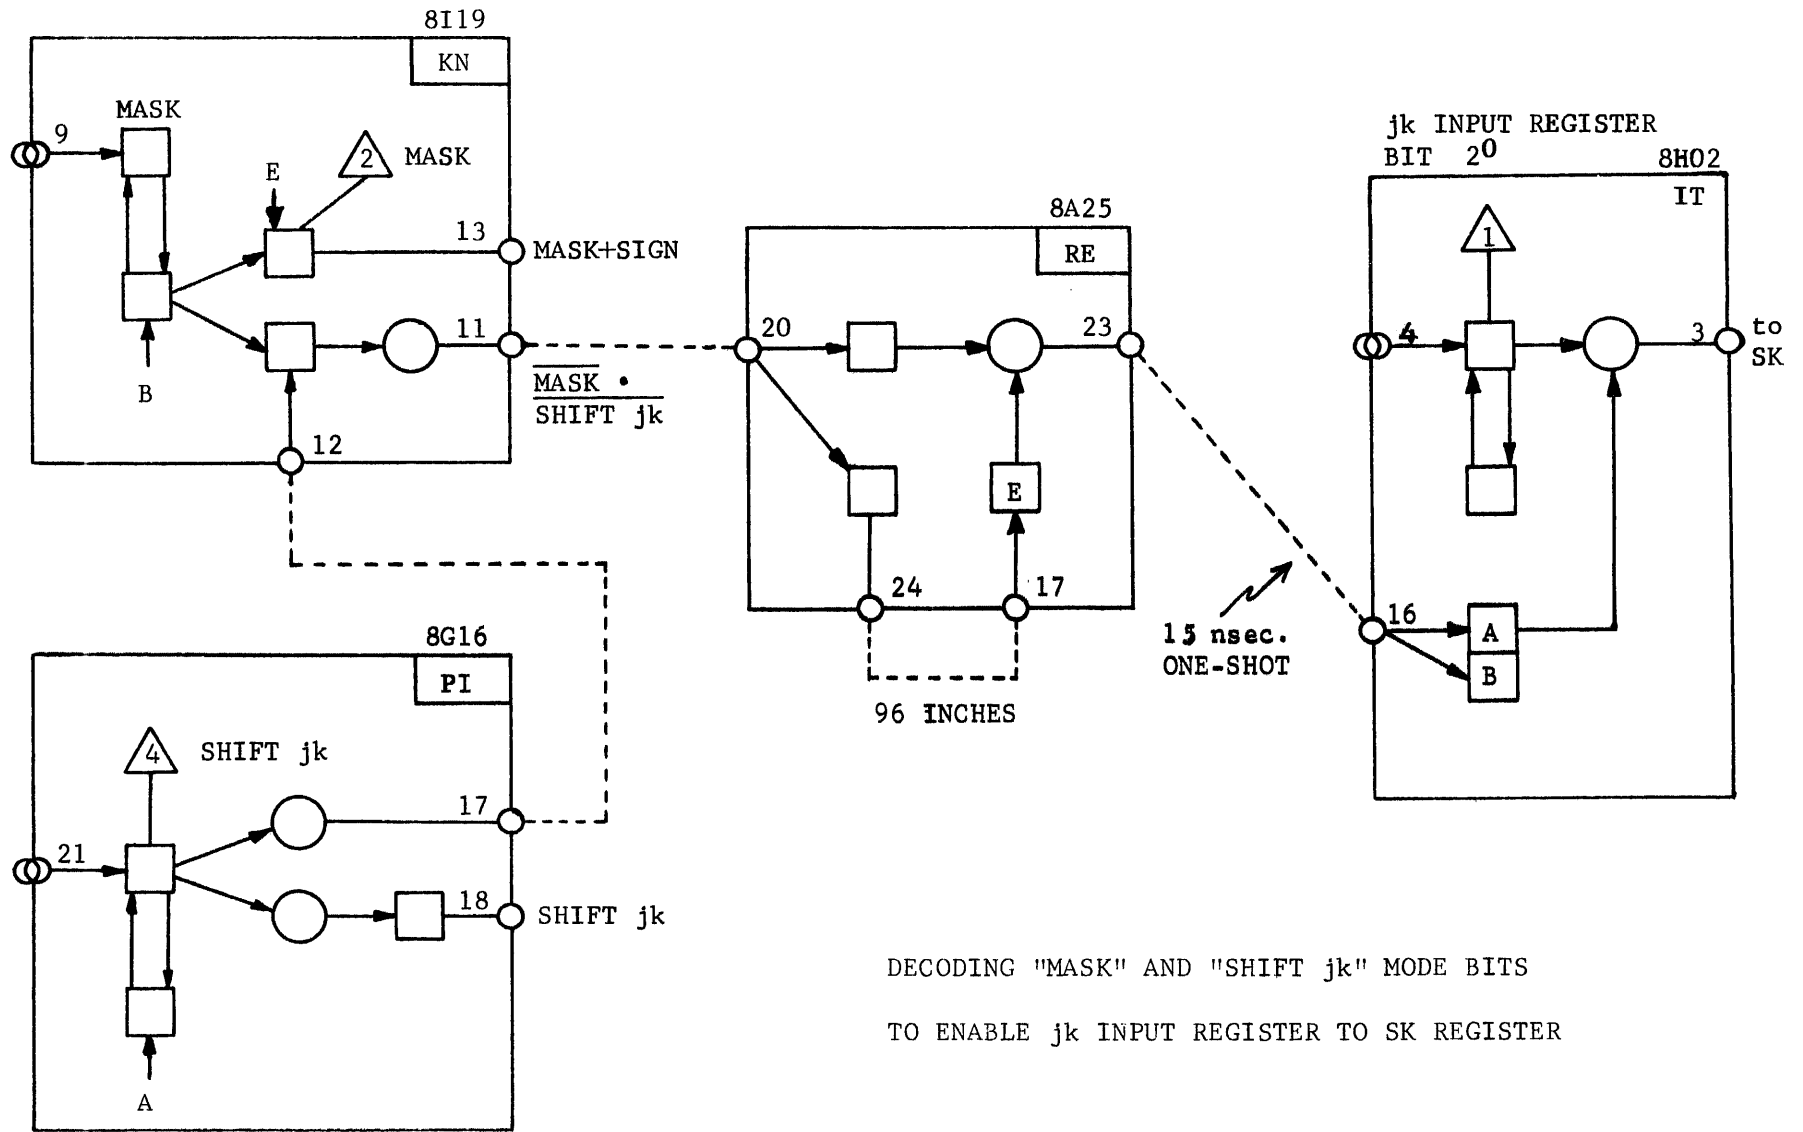 8I19
KN
MASK
9
2
MASK
E
13
MASK+SIGN
11
MASK •
SHIFT jk
B
12
8G16
PI
4
SHIFT jk
17
21
18
SHIFT jk
A
8A25
RE
20
23
E
24
17
96 INCHES
15 nsec.
ONE-SHOT
jk INPUT REGISTER
BIT 2⁰
8H02
IT
1
4
3
to
SK
16
A
B
DECODING "MASK" AND "SHIFT jk" MODE BITS
TO ENABLE jk INPUT REGISTER TO SK REGISTER